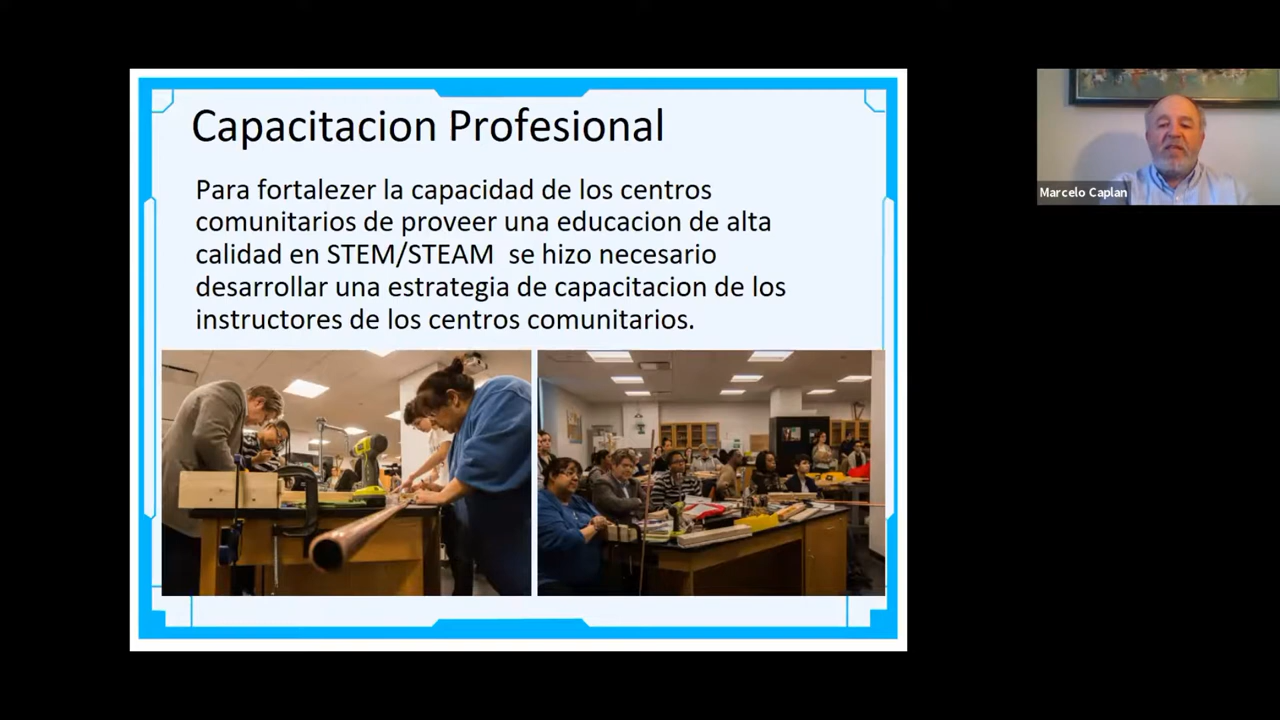 Capacitacion Profesional
Para fortalezer la capacidad de los centros
comunitarios de proveer una educacion de alta
calidad en STEM/STEAM se hizo necesario
desarrollar una estrategia de capacitacion de los
instructores de los centros comunitarios.
Marcelo Caplan